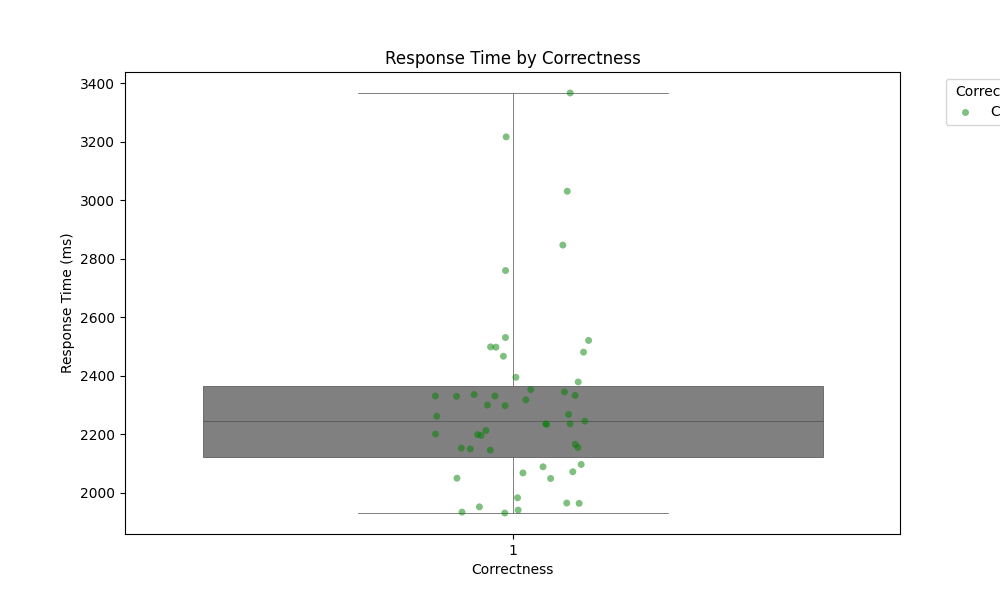 Response Time by Correctness
3400
3200
3000
2800
2600
2400
2200
2000
Response Time (ms)
1
Correctness
Correc
C